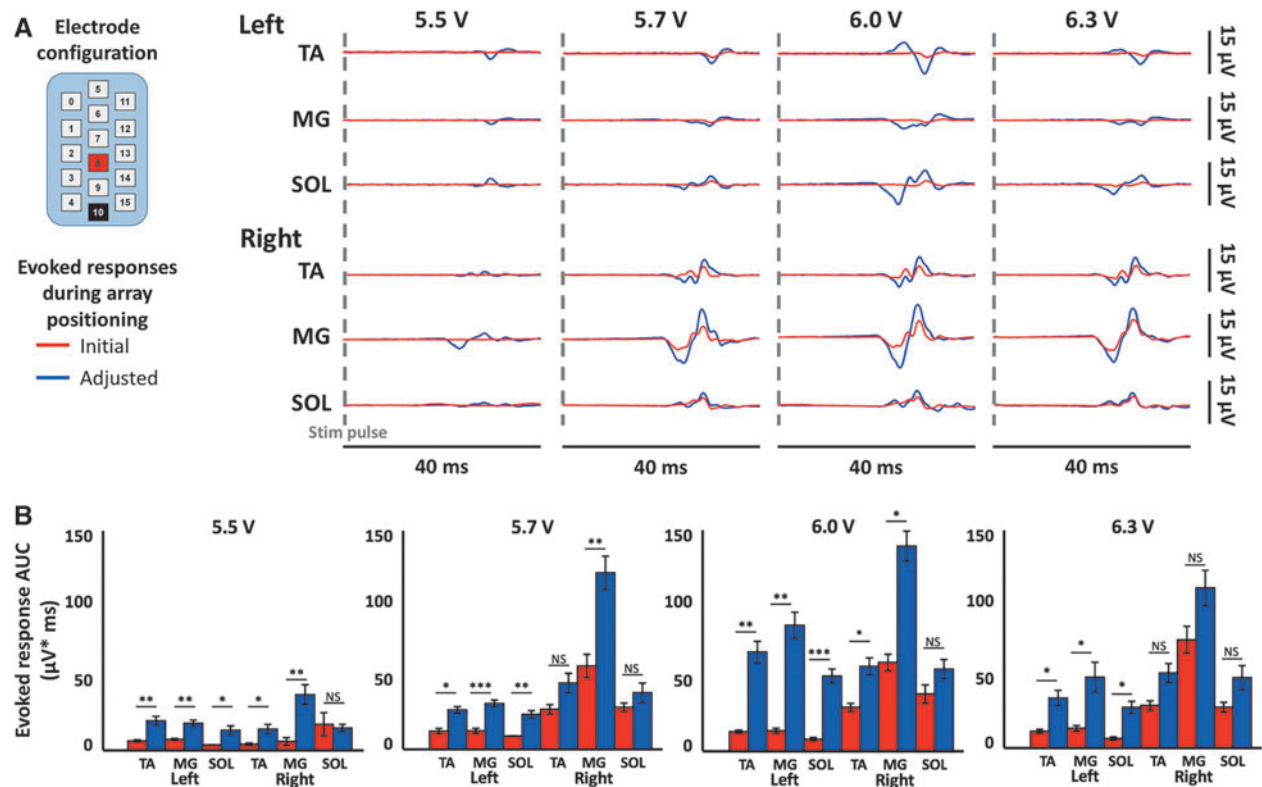 A
Electrode
configuration
5
0 11
6
1 12
7
2 13
8
3 14
9
4 15
10
Evoked responses
during array
positioning
Initial
Adjusted
Left 5.5 V 5.7 V 6.0 V 6.3 V
TA 15 µV
MG 15 µV
SOL 15 µV
Right
TA 15 µV
MG 15 µV
SOL 15 µV
Stim pulse
40 ms 40 ms 40 ms 40 ms
B
Evoked response AUC
(µV* ms)
5.5 V
150
100
50
0
** ** * * ** NS
TA MG SOL TA MG SOL
Left Right
5.7 V
150
100
50
0
* *** ** NS ** NS
TA MG SOL TA MG SOL
Left Right
6.0 V
150
100
50
0
** ** *** * * NS
TA MG SOL TA MG SOL
Left Right
6.3 V
150
100
50
0
* * * NS NS NS
TA MG SOL TA MG SOL
Left Right